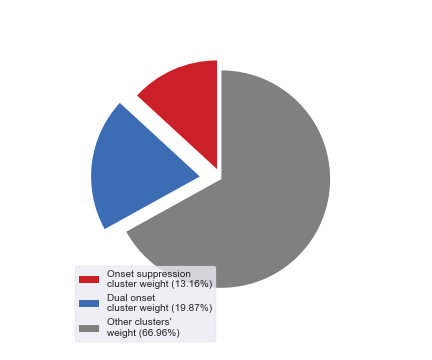 Onset suppression
cluster weight (13.16%)
Dual onset
cluster weight (19.87%)
Other clusters'
weight (66.96%)